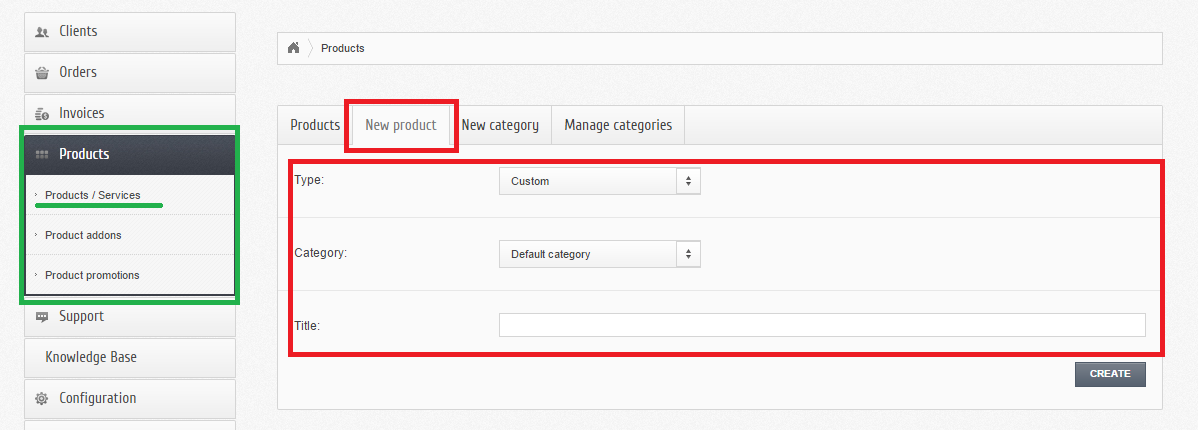 Clients
Orders
Invoices
Products
Products / Services
Product addons
Product promotions
Support
Knowledge Base
Configuration
Products
Products New product New category Manage categories
Type: Custom
Category: Default category
Title:
CREATE